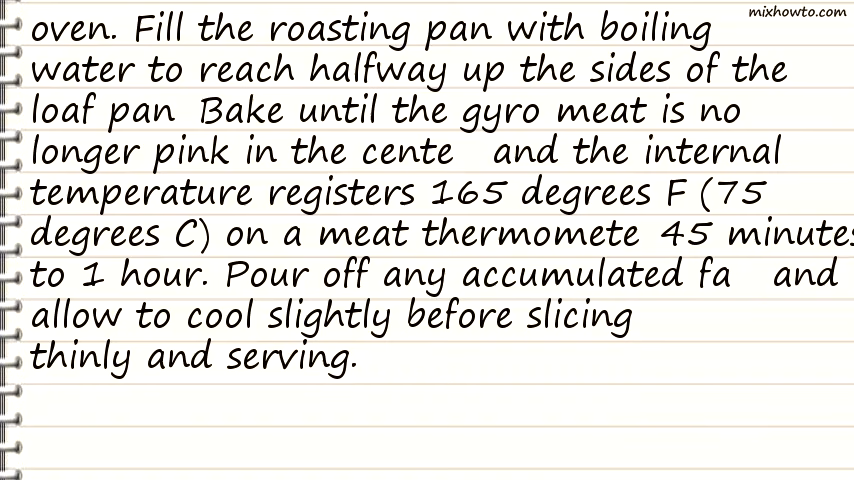 mixhowto.com
oven. Fill the roasting pan with boiling
water to reach halfway up the sides of the
loaf pan Bake until the gyro meat is no
longer pink in the cente and the internal
temperature registers 165 degrees F (75
degrees C) on a meat thermomete 45 minutes
to 1 hour. Pour off any accumulated fa and
allow to cool slightly before slicing
thinly and serving.